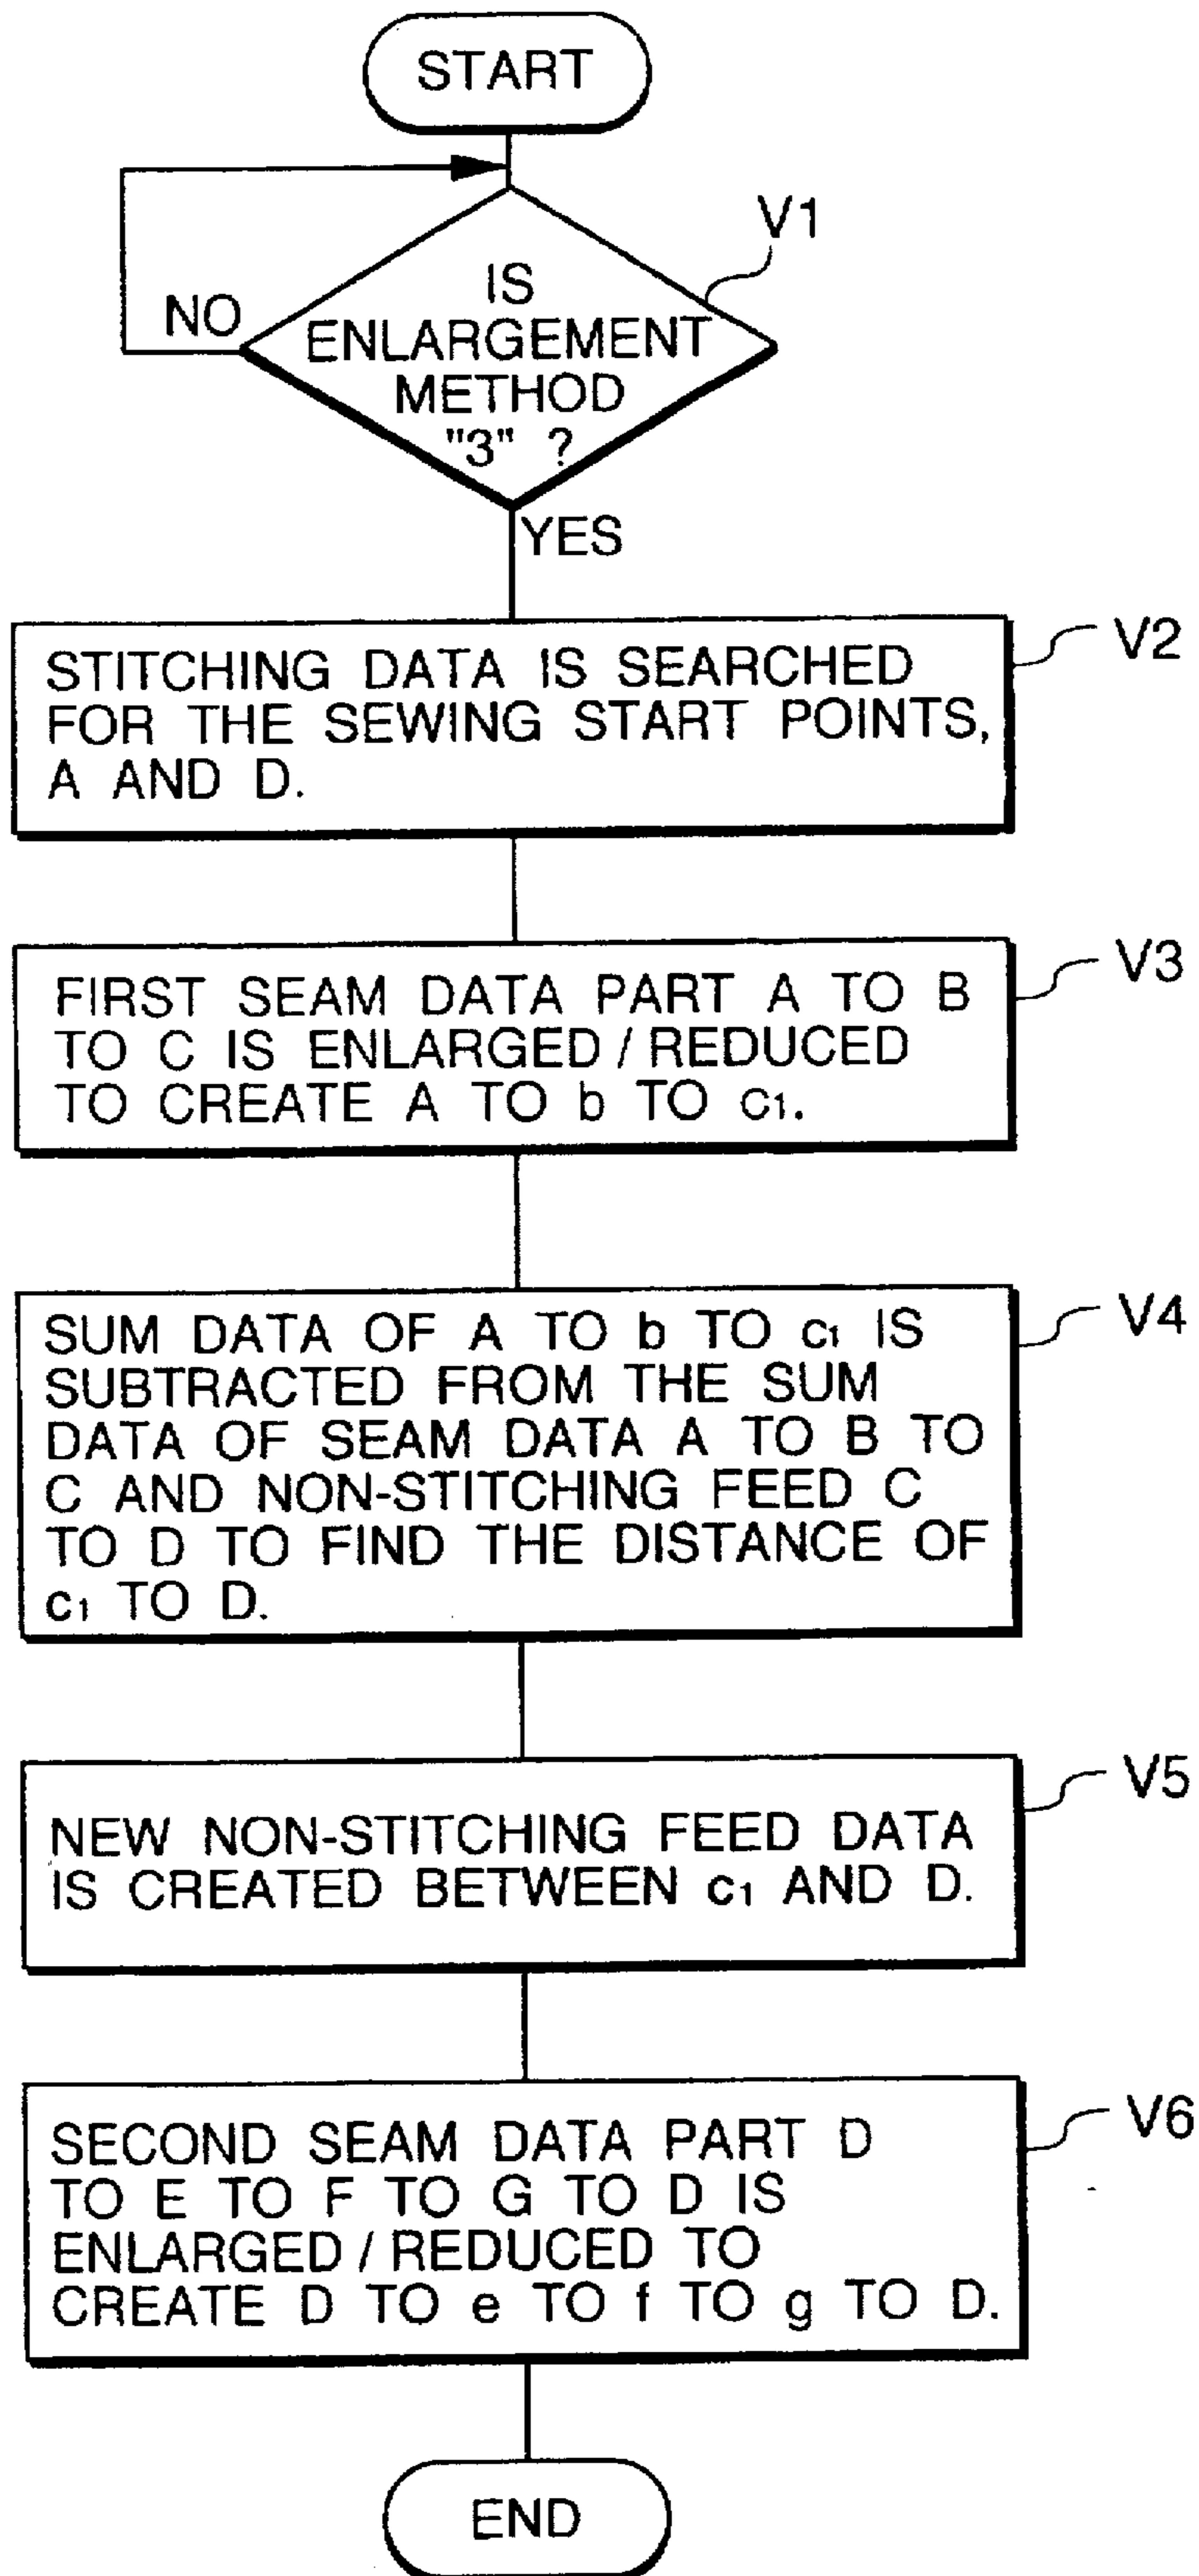 START
V1
IS
ENLARGEMENT
METHOD
"3" ?
NO
YES
V2
STITCHING DATA IS SEARCHED
FOR THE SEWING START POINTS,
A AND D.
V3
FIRST SEAM DATA PART A TO B
TO C IS ENLARGED / REDUCED
TO CREATE A TO b TO c1.
V4
SUM DATA OF A TO b TO c1 IS
SUBTRACTED FROM THE SUM
DATA OF SEAM DATA A TO B TO
C AND NON-STITCHING FEED C
TO D TO FIND THE DISTANCE OF
c1 TO D.
V5
NEW NON-STITCHING FEED DATA
IS CREATED BETWEEN c1 AND D.
V6
SECOND SEAM DATA PART D
TO E TO F TO G TO D IS
ENLARGED / REDUCED TO
CREATE D TO e TO f TO g TO D.
END